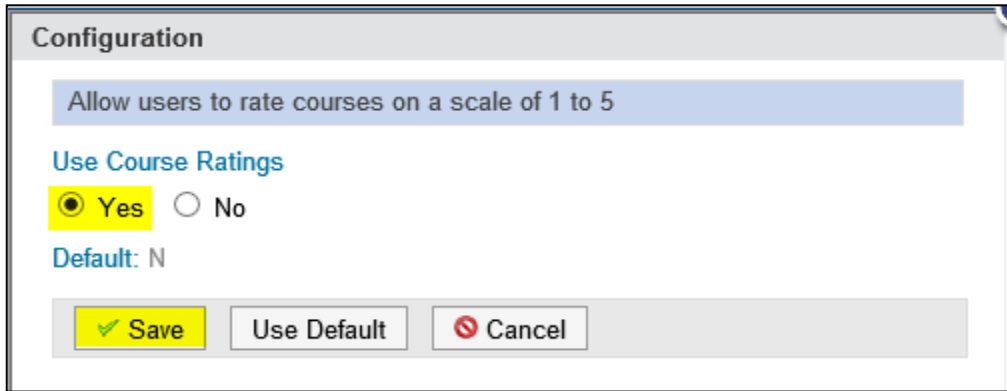 Configuration
Allow users to rate courses on a scale of 1 to 5
Use Course Ratings
Yes No
Default: N
Save Use Default Cancel